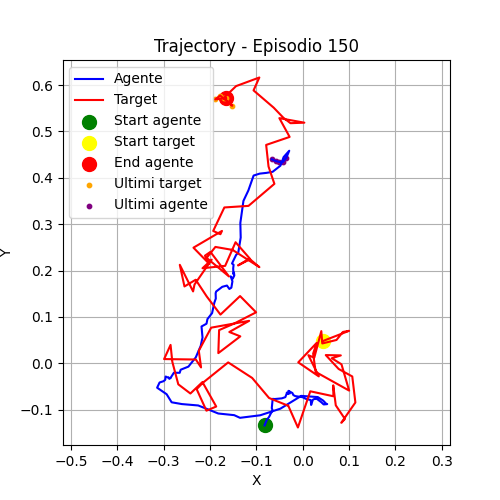 Trajectory - Episodio 150
Agente
Target
Start agente
Start target
End agente
Ultimi target
Ultimi agente
Y
0.6
0.5
0.4
0.3
0.2
0.1
0.0
−0.1
−0.5 −0.4 −0.3 −0.2 −0.1 0.0 0.1 0.2 0.3
X